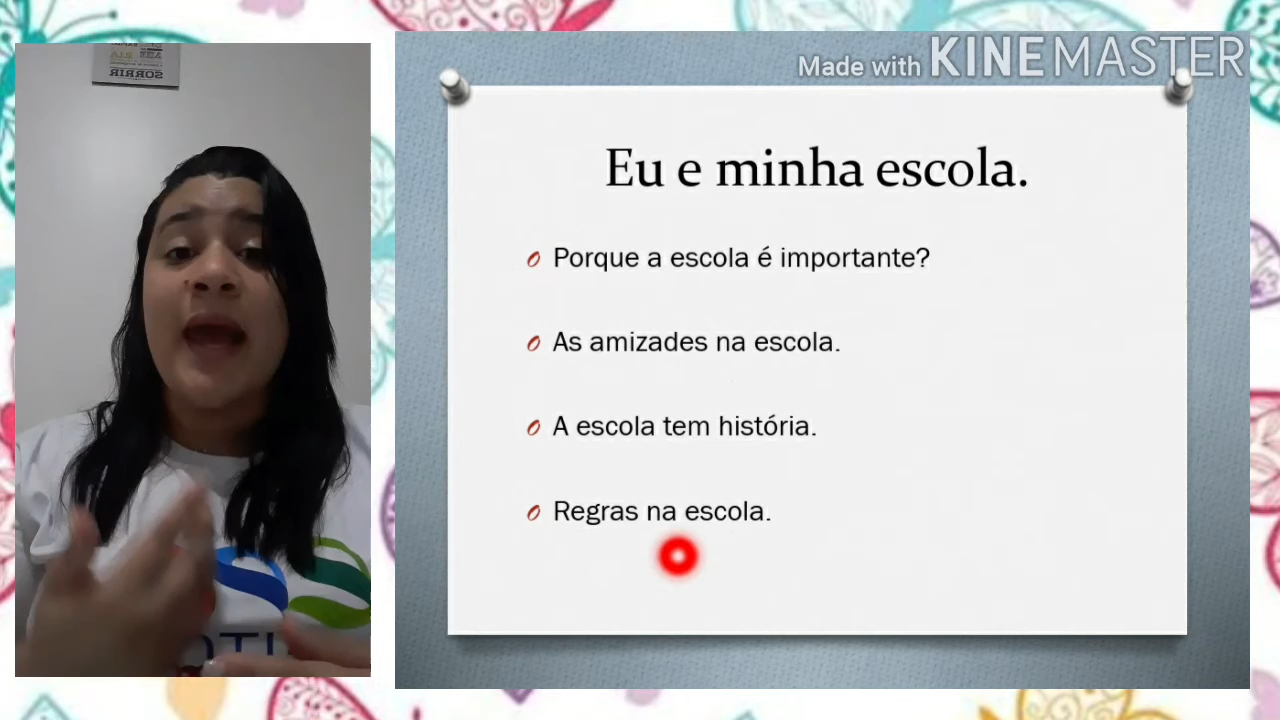 Made with KINEMASTER
Eu e minha escola.
Porque a escola é importante?
As amizades na escola.
A escola tem história.
Regras na escola.
SORRIR